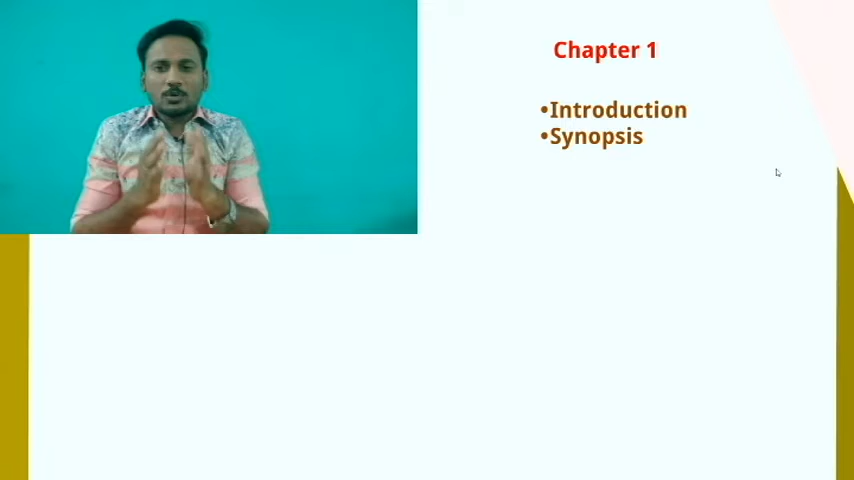 Chapter 1
•Introduction
•Synopsis